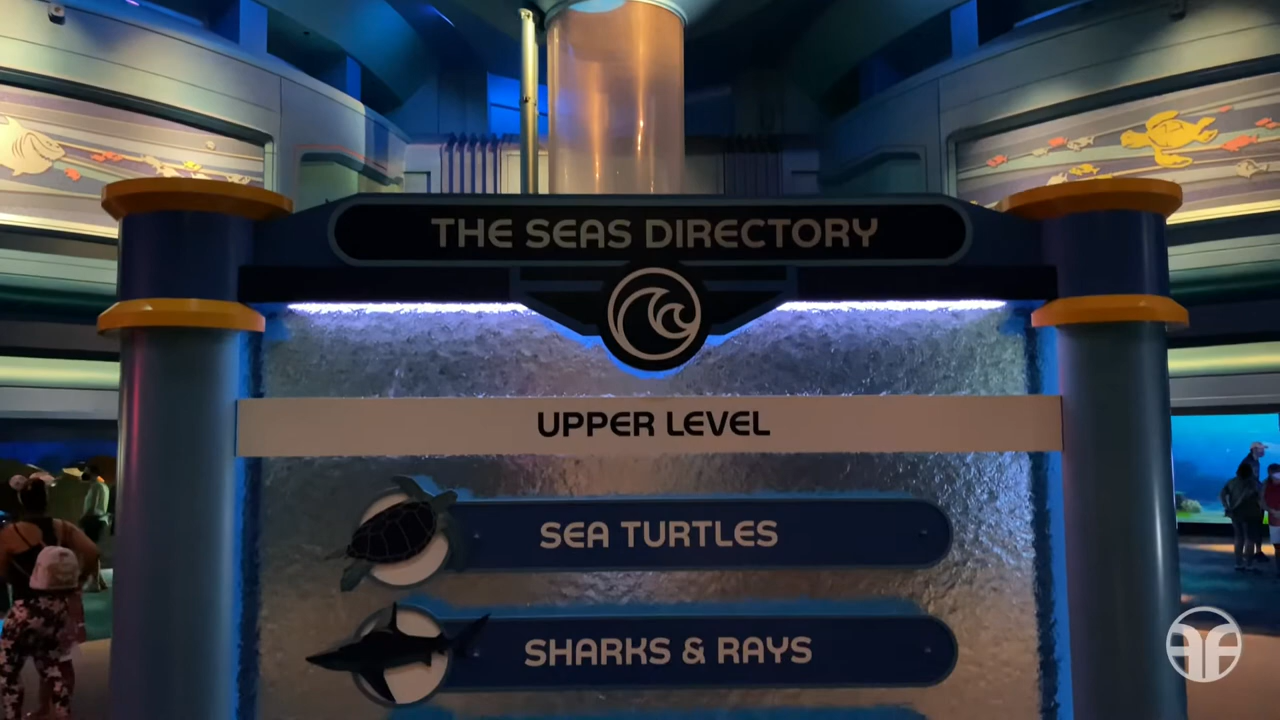 THE SEAS DIRECTORY
UPPER LEVEL
SEA TURTLES
SHARKS & RAYS